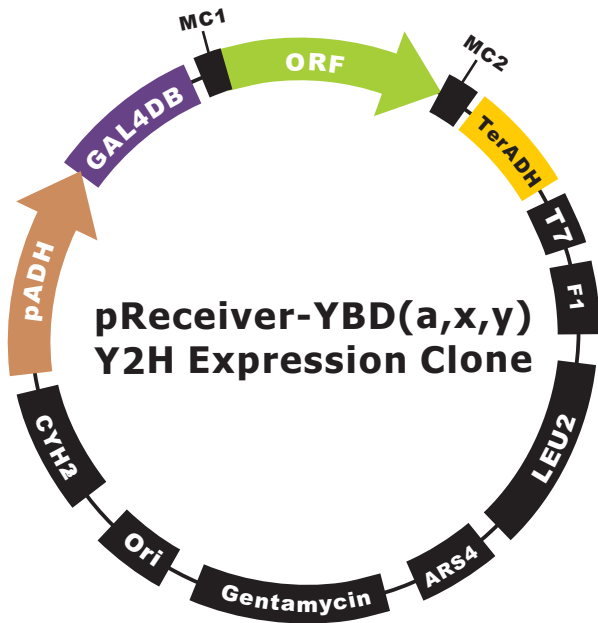 MC1
ORF
MC2
GAL4DB
TerADH
T7
F1
pADH
pReceiver-YBD(a,x,y)
Y2H Expression Clone
LEU2
CYH2
Ori
ARS4
Gentamycin